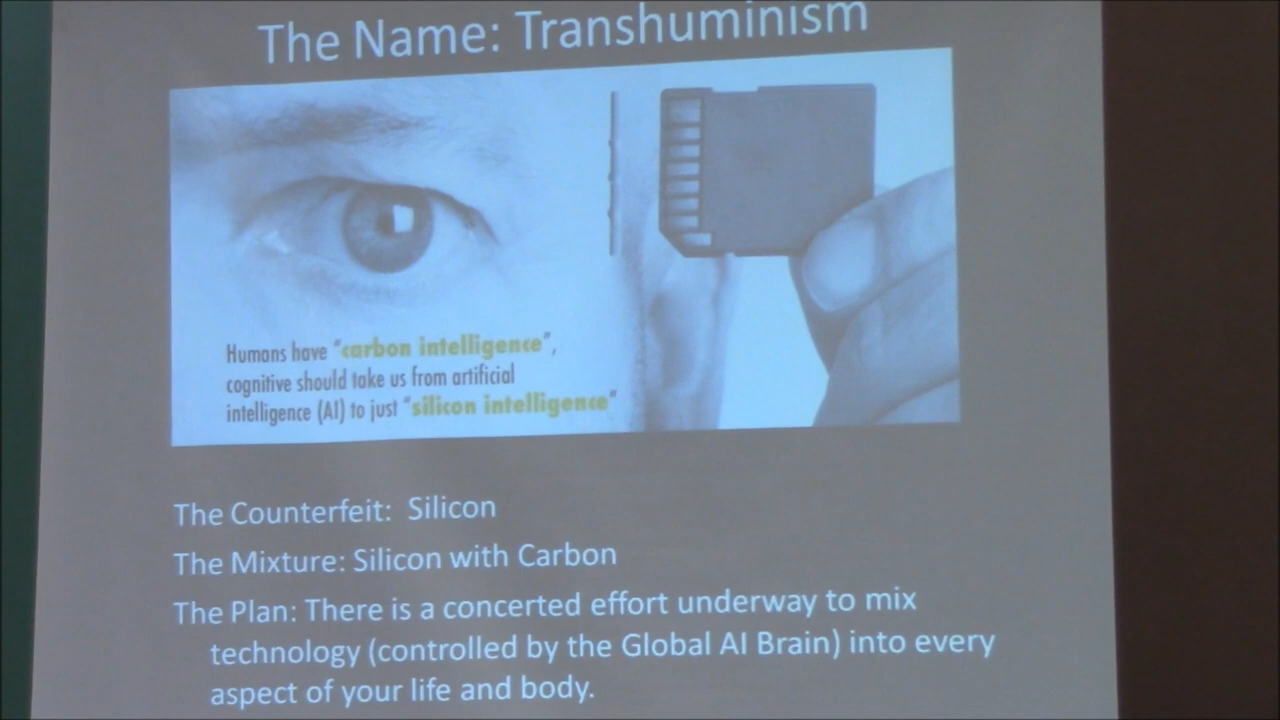 The Name: Transhuminism
Humans have "carbon intelligence",
cognitive should take us from artificial
intelligence (AI) to just "silicon intelligence"
The Counterfeit: Silicon
The Mixture: Silicon with Carbon
The Plan: There is a concerted effort underway to mix
technology (controlled by the Global AI Brain) into every
aspect of your life and body.